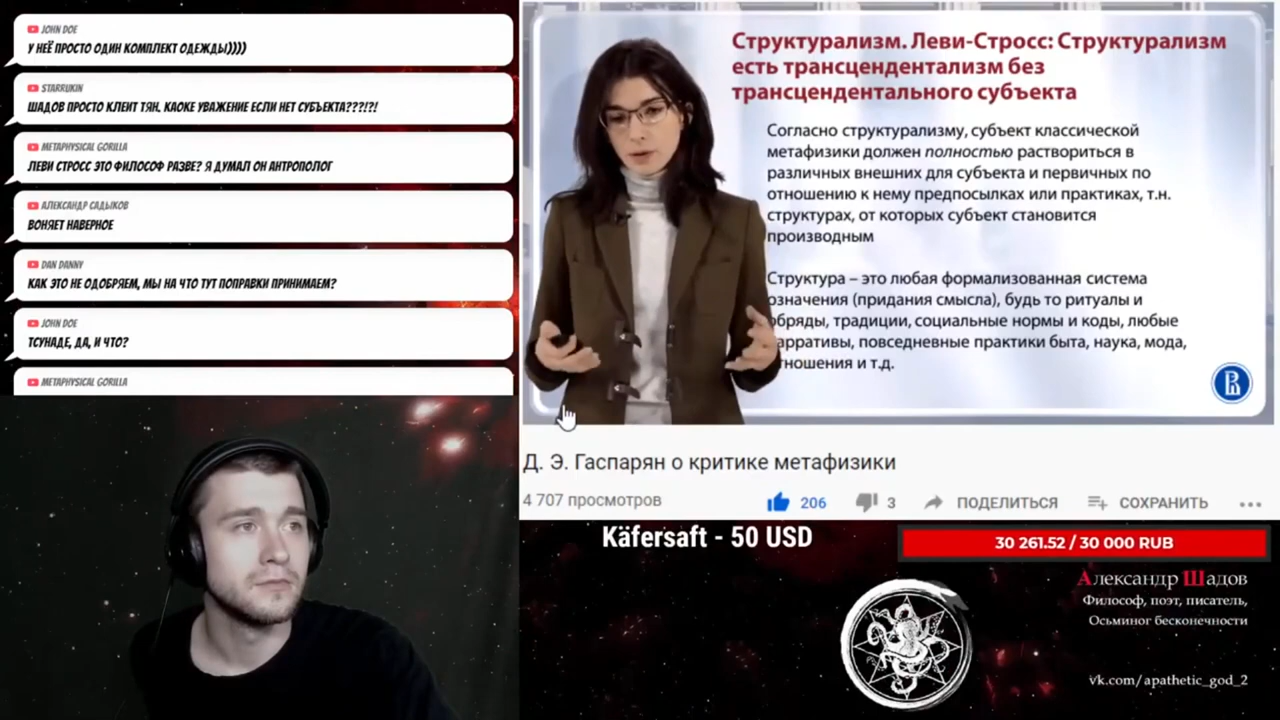 JOHN DOE
У НЕЁ ПРОСТО ОДИН КОМПЛЕКТ ОДЕЖДЫ))))
STARRUKIN
ШАДОВ ПРОСТО КЛЕИТ ТЯН. КАОКЕ УВАЖЕНИЕ ЕСЛИ НЕТ СУБЪЕКТА???!?!
METAPHYSICAL GORILLA
ЛЕВИ СТРОСС ЭТО ФИЛОСОФ РАЗВЕ? Я ДУМАЛ ОН АНТРОПОЛОГ
АЛЕКСАНДР САДЫКОВ
ВОНЯЕТ НАВЕРНОЕ
DAN DANNY
КАК ЭТО НЕ ОДОБРЯЕМ, МЫ НА ЧТО ТУТ ПОПРАВКИ ПРИНИМАЕМ?
JOHN DOE
ТСУНАДЕ, ДА, И ЧТО?
METAPHYSICAL GORILLA
Структурализм. Леви-Стросс: Структурализм
есть трансцендентализм без
трансцендентального субъекта
Согласно структурализму, субъект классической
метафизики должен полностью раствориться в
различных внешних для субъекта и первичных по
отношению к нему предпосылках или практиках, т.н.
структурах, от которых субъект становится
производным
Структура – это любая формализованная система
означения (придания смысла), будь то ритуалы и
обряды, традиции, социальные нормы и коды, любые
нарративы, повседневные практики быта, наука, мода,
отношения и т.д.
Д. Э. Гаспарян о критике метафизики
4 707 просмотров
206
3
ПОДЕЛИТЬСЯ
СОХРАНИТЬ
Käfersaft - 50 USD
30 261.52 / 30 000 RUB
Александр Шадов
Философ, поэт, писатель,
Осьминог бесконечности
vk.com/apathetic_god_2